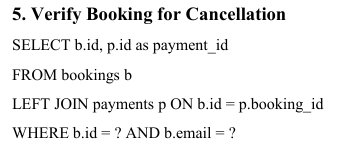 5. Verify Booking for Cancellation
SELECT b.id, p.id as payment_id
FROM bookings b
LEFT JOIN payments p ON b.id = p.booking_id
WHERE b.id = ? AND b.email = ?